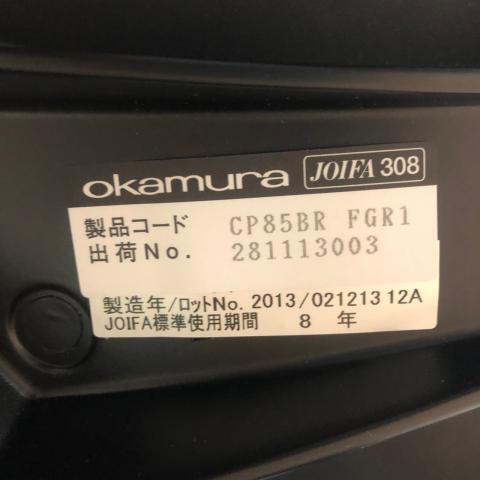 okamura JOIFA 308
製品コード CP85BR FGR1
出荷No. 281113003
製造年/ロットNo. 2013/021213 12A
JOIFA標準使用期間 8 年